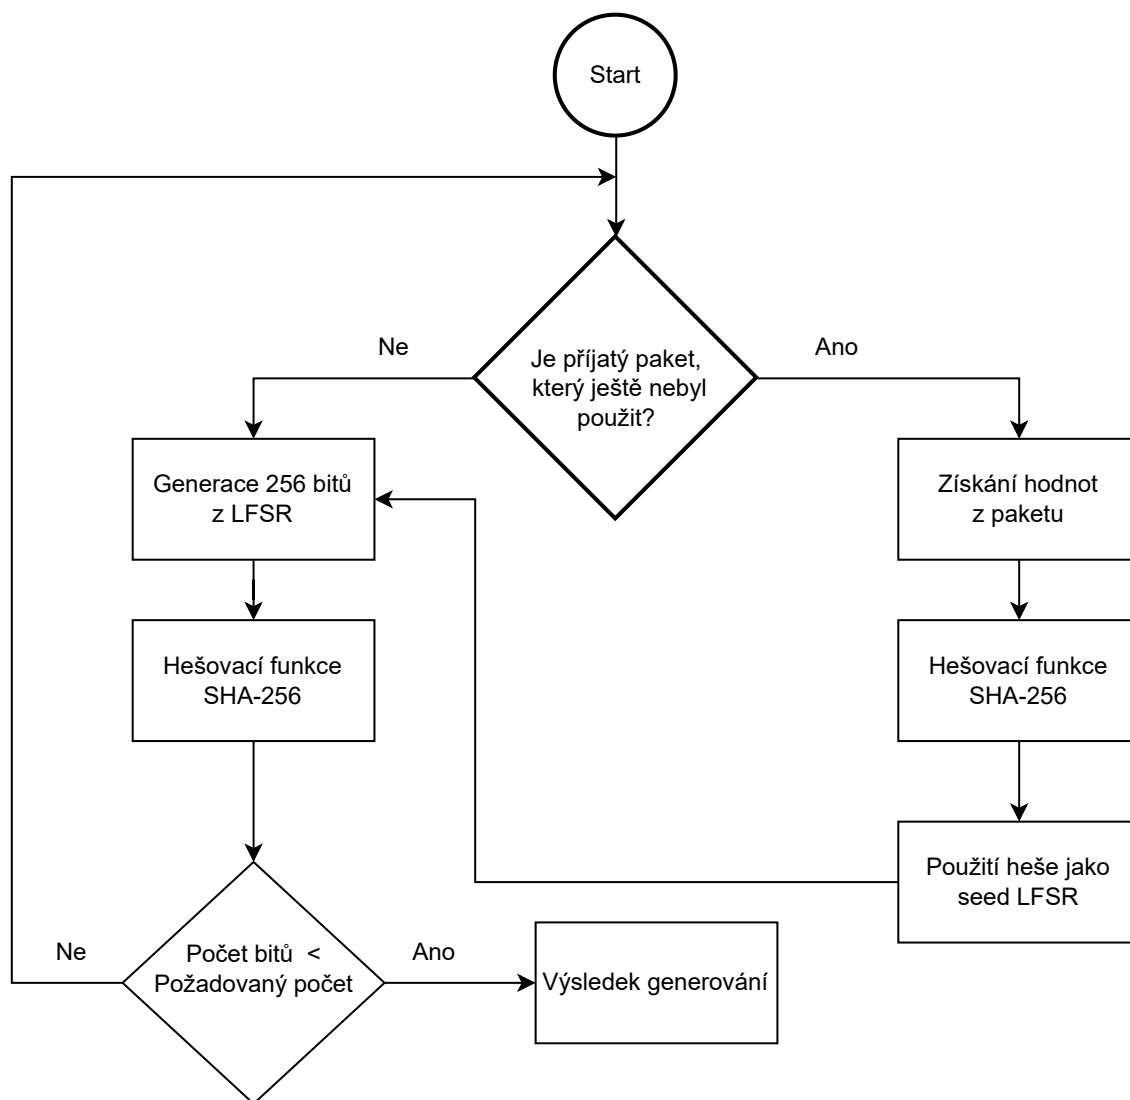 Start
Ne
Ano
Je příjatý paket,
který ještě nebyl
použit?
Generace 256 bitů
z LFSR
Získání hodnot
z paketu
Hešovací funkce
SHA-256
Hešovací funkce
SHA-256
Použití heše jako
seed LFSR
Ne
Počet bitů <
Požadovaný počet
Ano
Výsledek generování